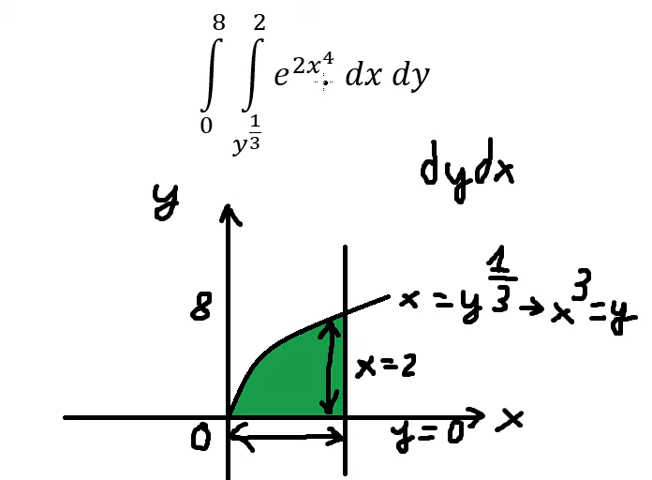 ∫₀⁸ ∫_{y^{1/3}}^{2} e^{2x⁴} dx dy
dydx
y
8
x = y^{1/3} → x³ = y
x = 2
0
y = 0
x